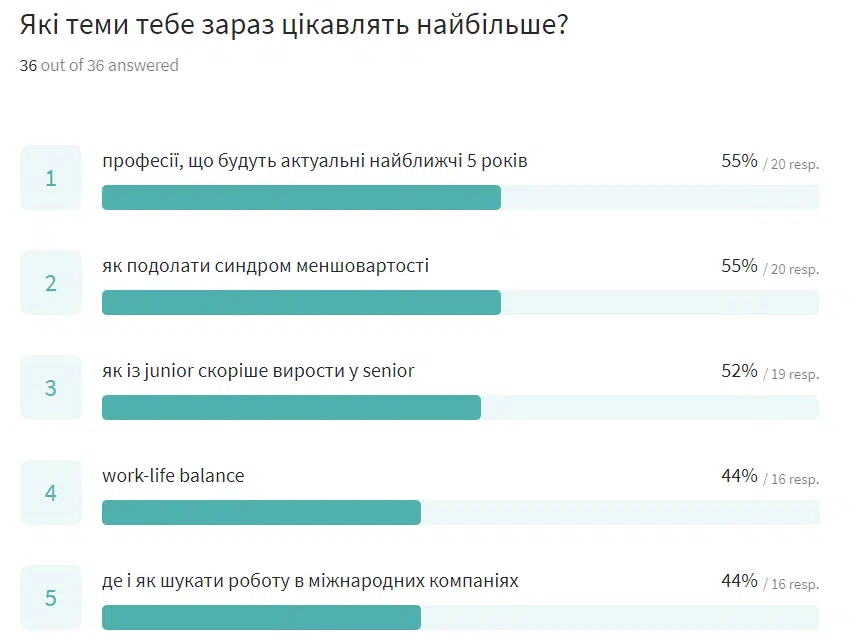 Які теми тебе зараз цікавлять найбільше?
36 out of 36 answered
1 професії, що будуть актуальні найближчі 5 років 55% / 20 resp.
2 як подолати синдром меншовартості 55% / 20 resp.
3 як із junior скоріше вирости у senior 52% / 19 resp.
4 work-life balance 44% / 16 resp.
5 де і як шукати роботу в міжнародних компаніях 44% / 16 resp.